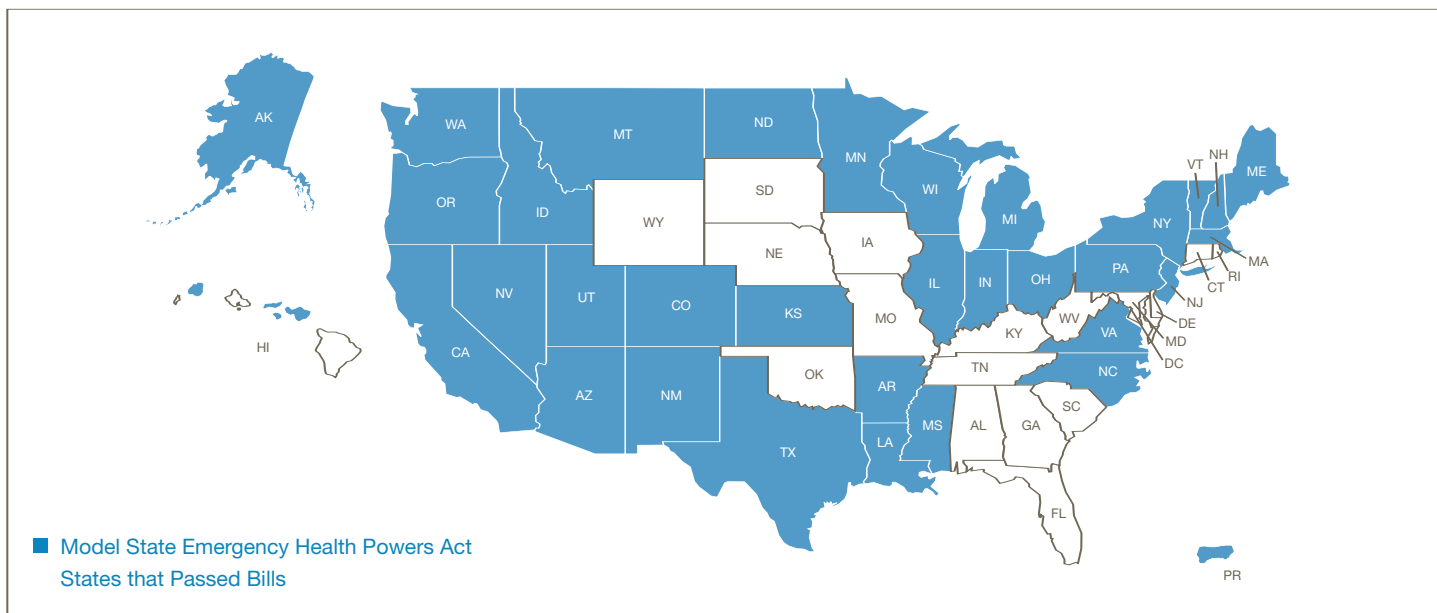 AK
WA
MT
ND
MN
VT
NH
ME
SD
WI
OR
ID
WY
MI
NY
IA
NE
MA
RI
CT
PA
NV
UT
CO
IL
IN
OH
NJ
KS
MO
WV
VA
DE
MD
DC
HI
CA
KY
TN
NC
OK
AZ
NM
AR
SC
MS
AL
GA
LA
TX
FL
Model State Emergency Health Powers Act
States that Passed Bills
PR